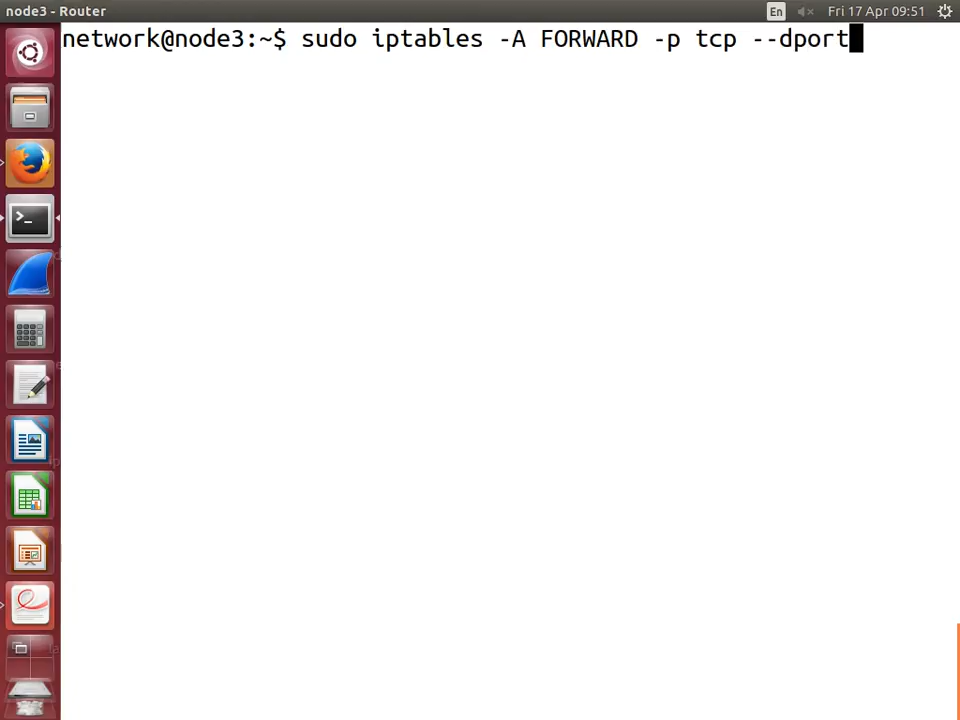 node3 - Router
En
Fri 17 Apr 09:51
network@node3:~$ sudo iptables -A FORWARD -p tcp --dport